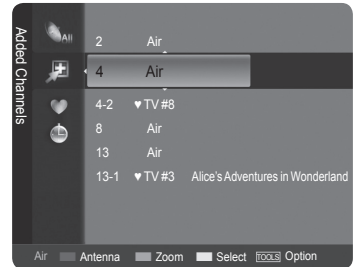 Added Channels
All
2 Air
4 Air
4-2 ♥ TV #8
8 Air
13 Air
13-1 ♥ TV #3 Alice's Adventures in Wonderland
Air Antenna Zoom Select TOOLS Option